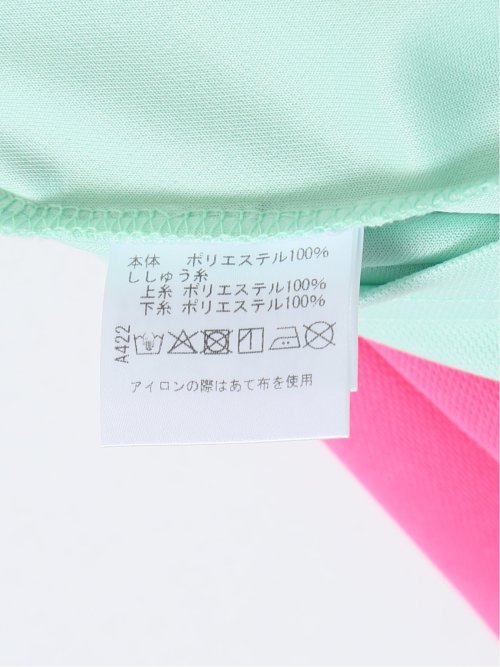 本体　ポリエステル100%
ししゅう糸
上糸 ポリエステル100%
下糸 ポリエステル100%
A422
アイロンの際はあて布を使用